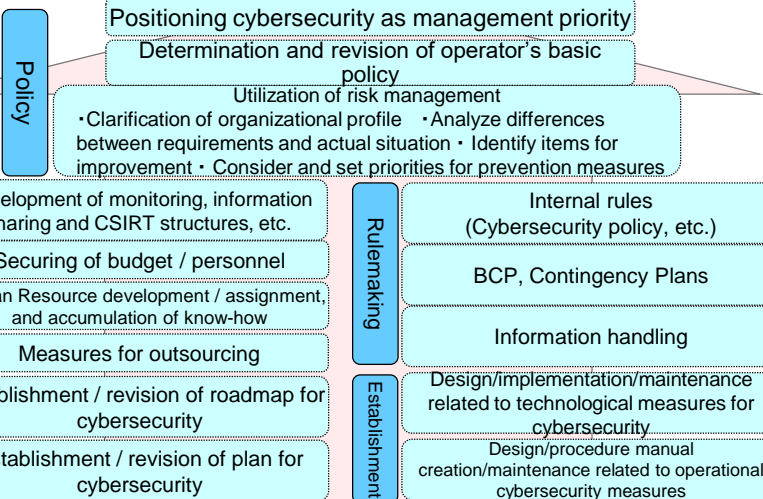 Positioning cybersecurity as management priority
Determination and revision of operator's basic
policy
Policy
Utilization of risk management
・Clarification of organizational profile ・Analyze differences
between requirements and actual situation・Identify items for
improvement・Consider and set priorities for prevention measures
elopment of monitoring, information
haring and CSIRT structures, etc.
Securing of budget / personnel
an Resource development / assignment,
and accumulation of know-how
Measures for outsourcing
blishment / revision of roadmap for
cybersecurity
tablishment / revision of plan for
cybersecurity
Rulemaking
Internal rules
(Cybersecurity policy, etc.)
BCP, Contingency Plans
Information handling
Establishment
Design/implementation/maintenance
related to technological measures for
cybersecurity
Design/procedure manual
creation/maintenance related to operational
cybersecurity measures